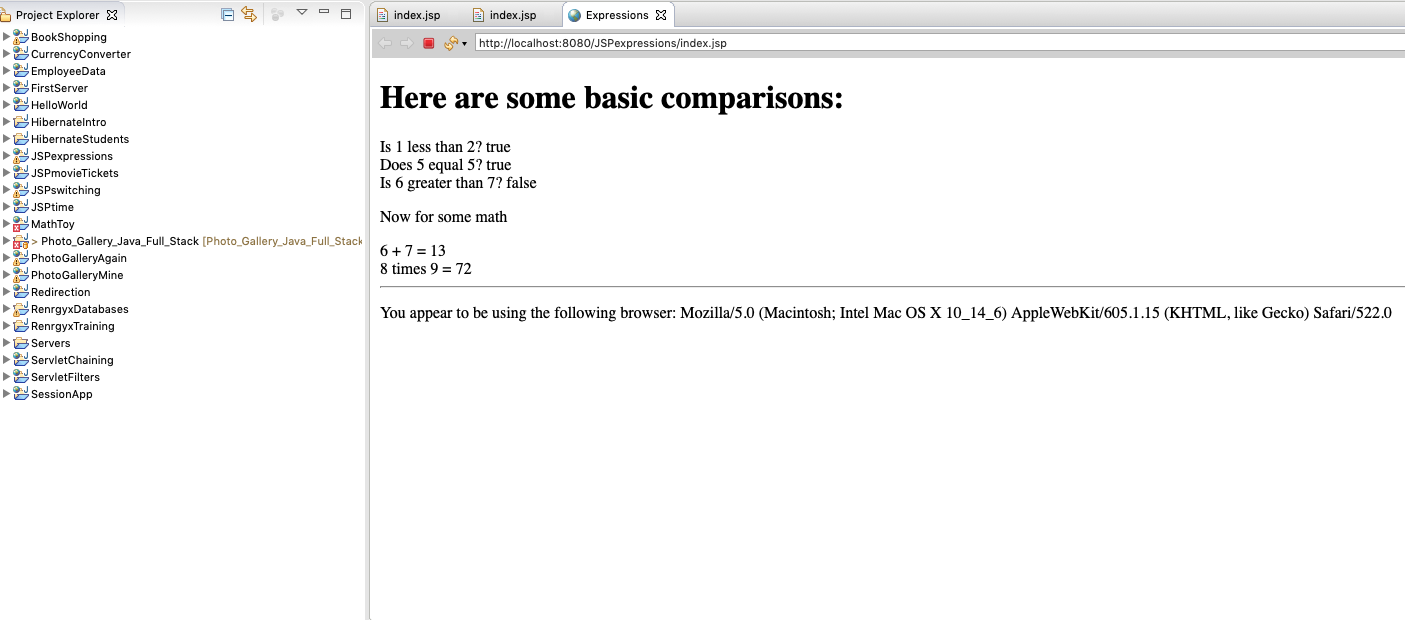 Project Explorer
BookShopping
CurrencyConverter
EmployeeData
FirstServer
HelloWorld
HibernateIntro
HibernateStudents
JSPexpressions
JSPmovieTickets
JSPswitching
JSPtime
MathToy
> Photo_Gallery_Java_Full_Stack [Photo_Gallery_Java_Full_Stack
PhotoGalleryAgain
PhotoGalleryMine
Redirection
RenrgyxDatabases
RenrgyxTraining
Servers
ServletChaining
ServletFilters
SessionApp
index.jsp
index.jsp
Expressions
http://localhost:8080/JSPexpressions/index.jsp
Here are some basic comparisons:
Is 1 less than 2? true
Does 5 equal 5? true
Is 6 greater than 7? false
Now for some math
6 + 7 = 13
8 times 9 = 72
You appear to be using the following browser: Mozilla/5.0 (Macintosh; Intel Mac OS X 10_14_6) AppleWebKit/605.1.15 (KHTML, like Gecko) Safari/522.0